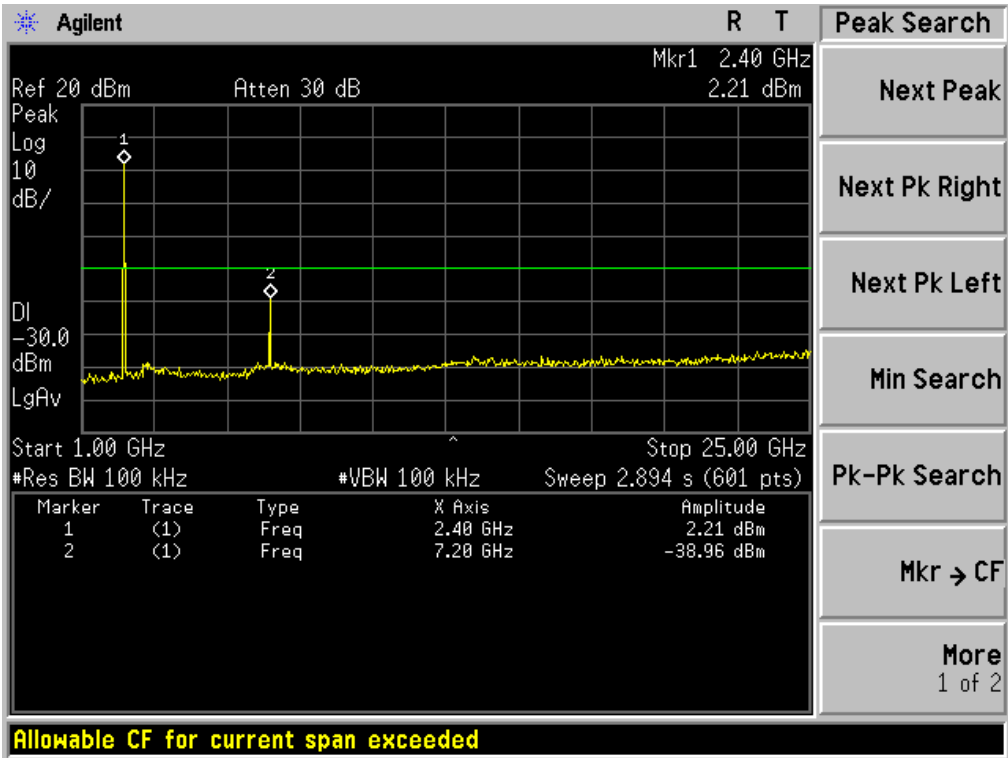 Agilent
R T
Peak Search
Mkr1 2.40 GHz
Ref 20 dBm Atten 30 dB 2.21 dBm
Peak
Log
10
dB/
1
2
DI
-30.0
dBm
LgAv
Start 1.00 GHz ^ Stop 25.00 GHz
#Res BW 100 kHz #VBW 100 kHz Sweep 2.894 s (601 pts)
Marker Trace Type X Axis Amplitude
1 (1) Freq 2.40 GHz 2.21 dBm
2 (1) Freq 7.20 GHz -38.96 dBm
Next Peak
Next Pk Right
Next Pk Left
Min Search
Pk-Pk Search
Mkr → CF
More
1 of 2
Allowable CF for current span exceeded